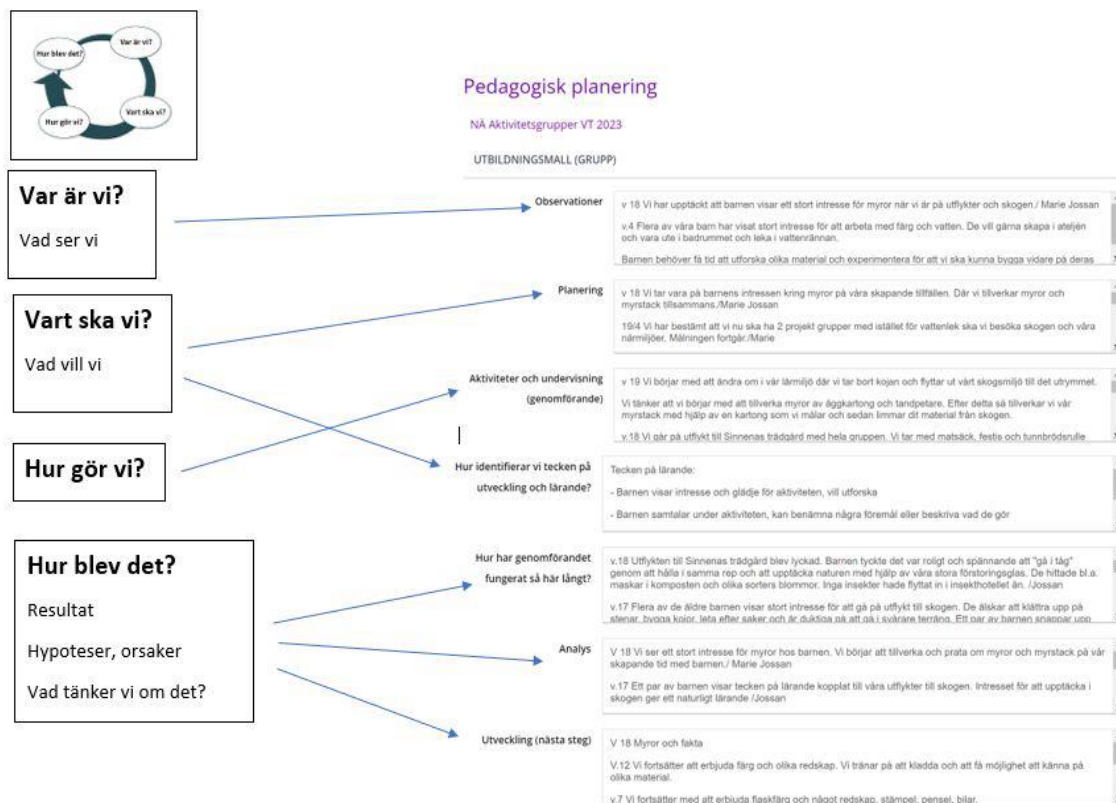 Hur blev det?
Var är vi?
Hur gör vi?
Vart ska vi?
Var är vi?
Vad ser vi
Vart ska vi?
Vad vill vi
Hur gör vi?
Hur blev det?
Resultat
Hypoteser, orsaker
Vad tänker vi om det?
Pedagogisk planering
NÄ Aktivitetsgrupper VT 2023
UTBILDNINGSMALL (GRUPP)
Observationer
v 18 Vi har upptäckt att barnen visar ett stort intresse för myror när vi är på utflykter och skogen./ Marie Jossan
v.4 Flera av våra barn har visat stort intresse för att arbeta med färg och vatten. De vill gärna skapa i ateljén
och vara ute i badrummet och leka i vattenrännan.
Barnen behöver få tid att utforska olika material och experimentera för att vi ska kunna bygga vidare på deras
Planering
v 18 Vi tar vara på barnens intressen kring myror på våra skapande tillfällen. Där vi tillverkar myror och
myrstack tillsammans./Marie Jossan
19/4 Vi har bestämt att vi nu ska ha 2 projekt grupper med istället för vattenlek ska vi besöka skogen och våra
närmiljöer. Målningen fortgår./Marie
Aktiviteter och undervisning
(genomförande)
v 19 Vi börjar med att ändra om i vår lärmiljö där vi tar bort kojan och flyttar ut vårt skogsmiljö till det utrymmet.
Vi tänker att vi börjar med att tillverka myror av äggkartong och tandpetare. Efter detta så tillverkar vi vår
myrstack med hjälp av en kartong som vi målar och sedan limmar dit material från skogen.
v.18 Vi går på utflykt till Sinnenas trädgård med hela gruppen. Vi tar med matsäck, festis och tunnbrödsrulle
Hur identifierar vi tecken på
utveckling och lärande?
Tecken på lärande:
- Barnen visar intresse och glädje för aktiviteten, vill utforska
- Barnen samtalar under aktiviteten, kan benämna några föremål eller beskriva vad de gör
Hur har genomförandet
fungerat så här långt?
v.18 Utflykten till Sinnenas trädgård blev lyckad. Barnen tyckte det var roligt och spännande att "gå i tåg"
genom att hålla i samma rep och att upptäcka naturen med hjälp av våra stora förstoringsglas. De hittade bl.a.
maskar i komposten och olika sorters blommor. Inga insekter hade flyttat in i insekthotellet än. /Jossan
v.17 Flera av de äldre barnen visar stort intresse för att gå på utflykt till skogen. De älskar att klättra upp på
stenar, bygga kojor, leta efter saker och är duktiga på att gå i svårare terräng. Ett par av barnen snappar upp
Analys
V 18 Vi ser ett stort intresse för myror hos barnen. Vi börjar att tillverka och prata om myror och myrstack på vår
skapande tid med barnen./ Marie Jossan
v.17 Ett par av barnen visar tecken på lärande kopplat till våra utflykter till skogen. Intresset för att upptäcka i
skogen ger ett naturligt lärande /Jossan
Utveckling (nästa steg)
V 18 Myror och fakta
V.12 Vi fortsätter att erbjuda färg och olika redskap. Vi tränar på att kladda och att få möjlighet att känna på
olika material.
v.7 Vi fortsätter med att erbjuda flaskfärg och något redskap, stämpel, pensel, bilar.